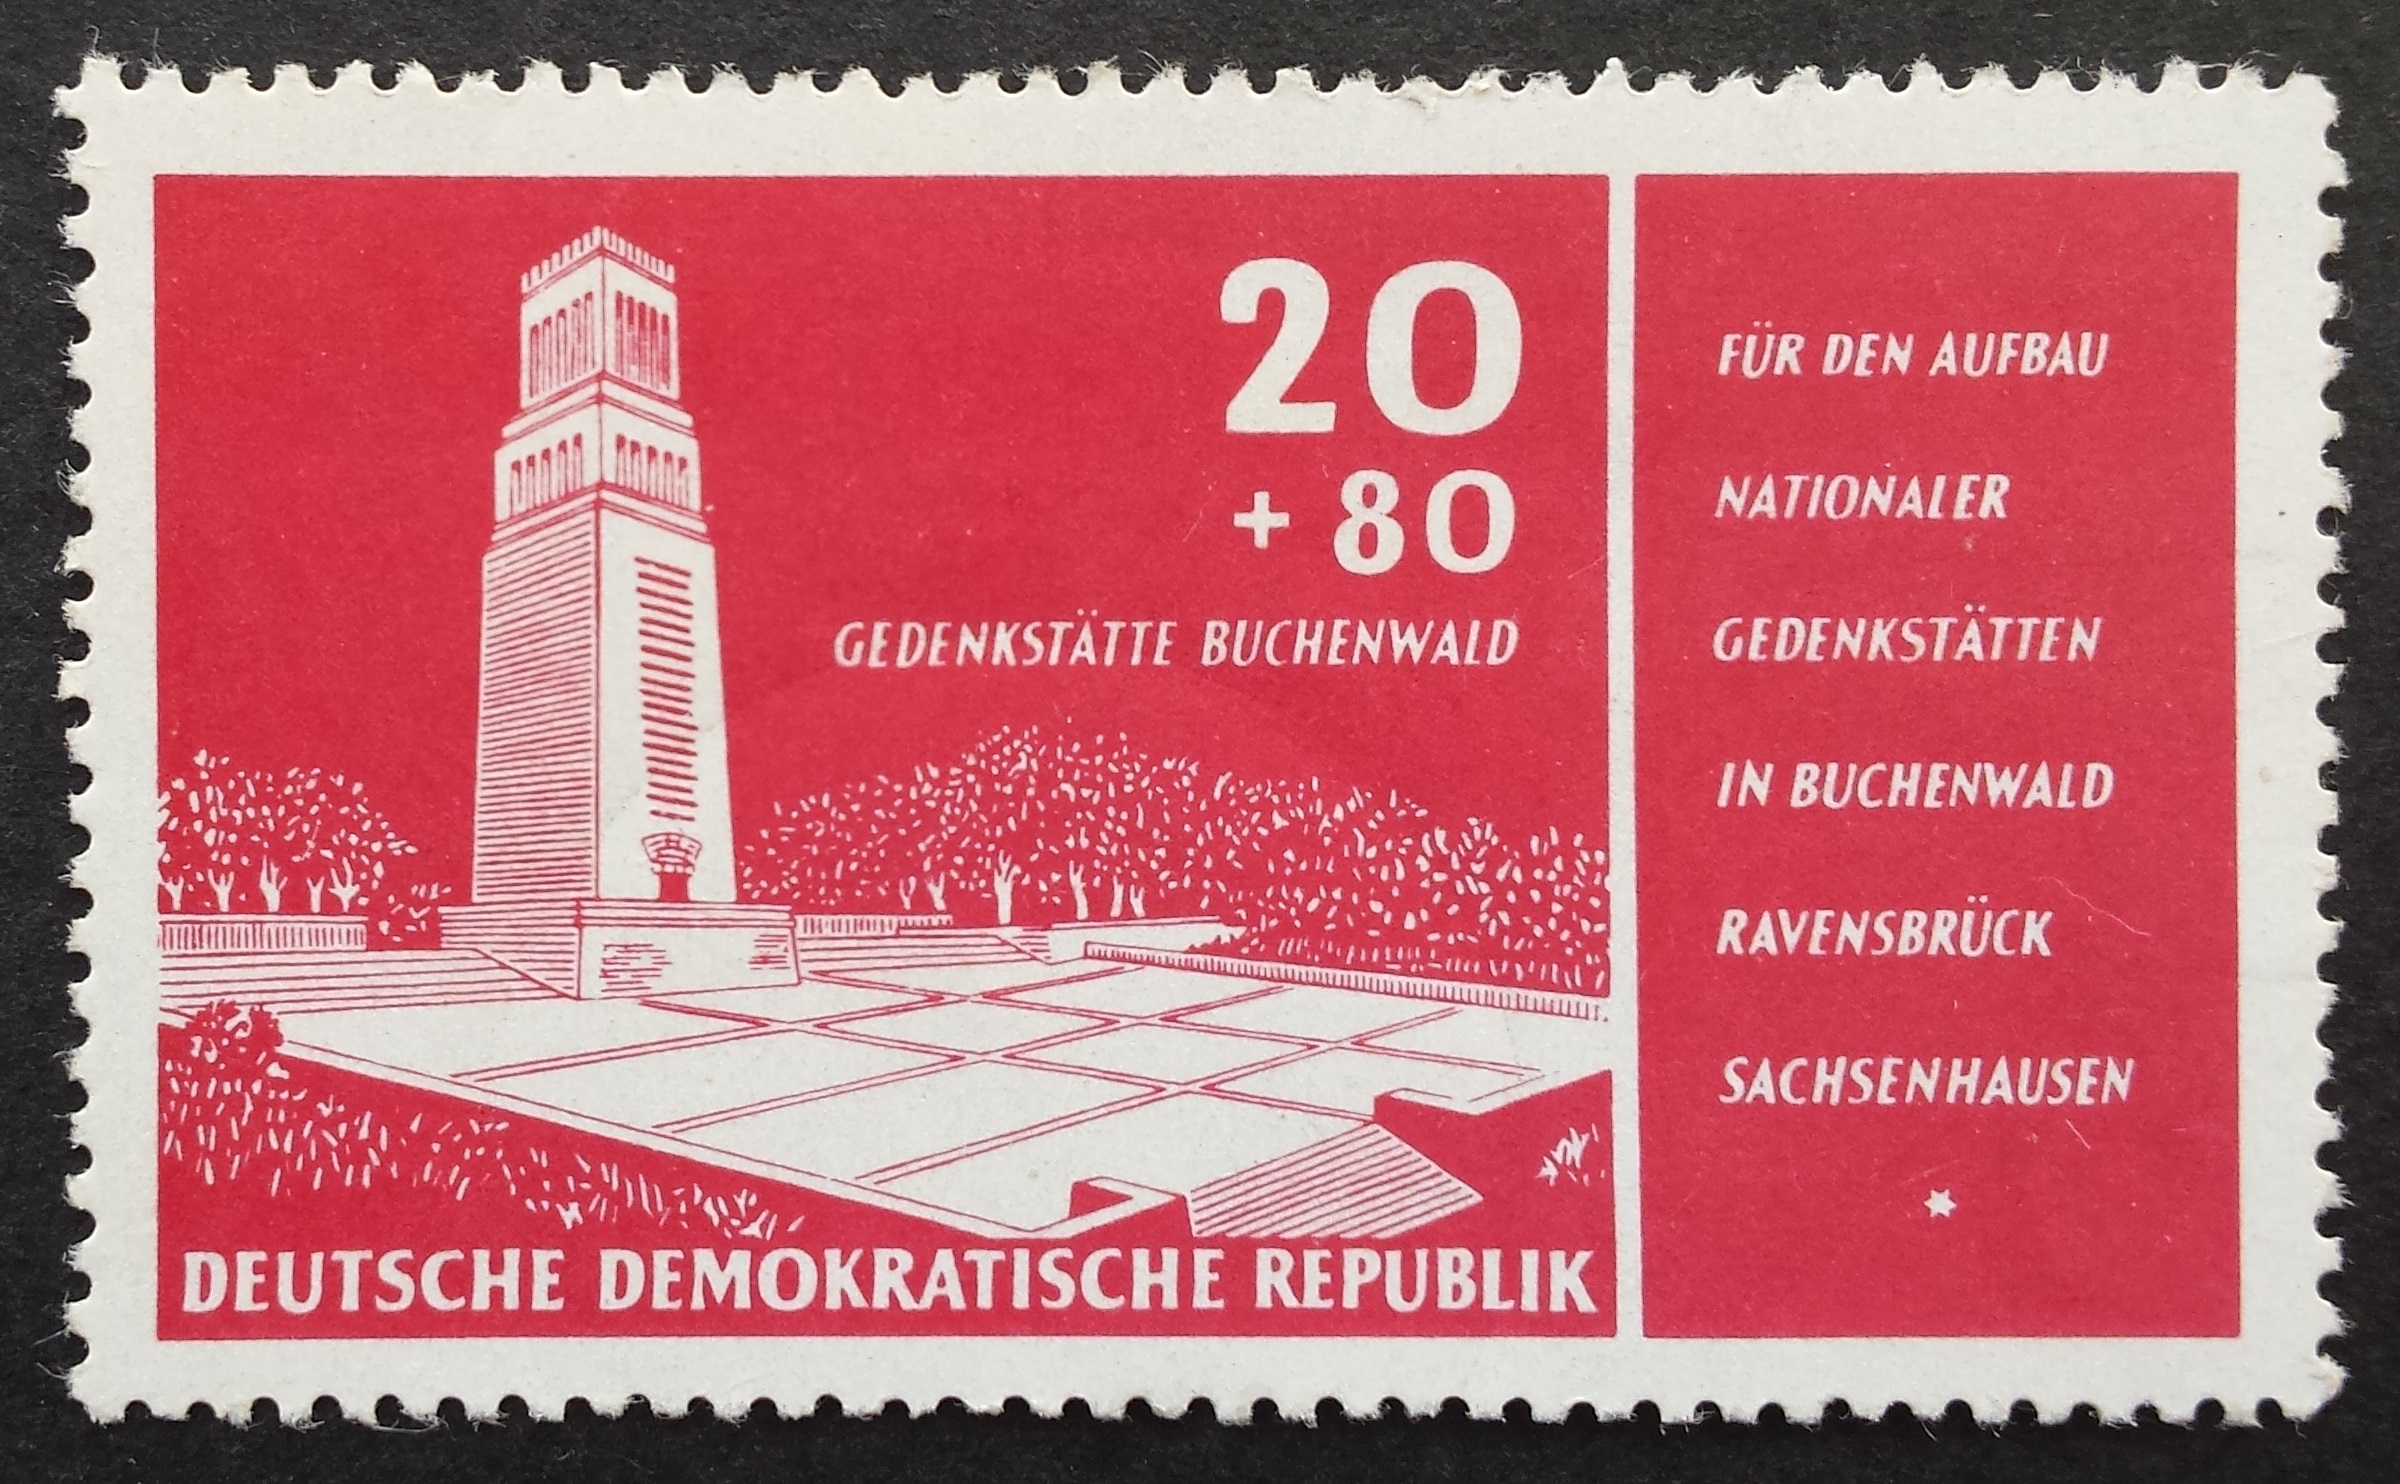 20
+ 80
GEDENKSTÄTTE BUCHENWALD
DEUTSCHE DEMOKRATISCHE REPUBLIK
FÜR DEN AUFBAU
NATIONALER
GEDENKSTÄTTEN
IN BUCHENWALD
RAVENSBRÜCK
SACHSENHAUSEN